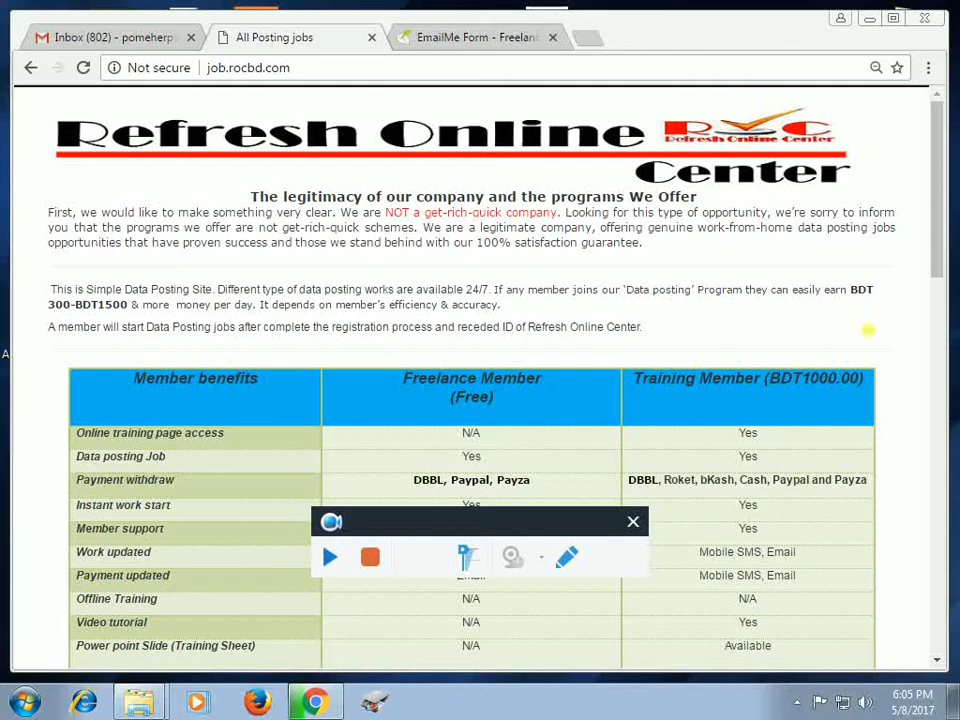 Inbox (802) - pomeherp
All Posting jobs
EmailMe Form - Freelan
Not secure
job.rocbd.com
Refresh Online
Center
Refresh Online Center
The legitimacy of our company and the programs We Offer
First, we would like to make something very clear. We are NOT a get-rich-quick company. Looking for this type of opportunity, we’re sorry to inform
you that the programs we offer are not get-rich-quick schemes. We are a legitimate company, offering genuine work-from-home data posting jobs
opportunities that have proven success and those we stand behind with our 100% satisfaction guarantee.
This is Simple Data Posting Site. Different type of data posting works are available 24/7. If any member joins our ‘Data posting’ Program they can easily earn BDT
300-BDT1500 & more money per day. It depends on member’s efficiency & accuracy.
A member will start Data Posting jobs after complete the registration process and receded ID of Refresh Online Center.
A
Member benefits Freelance Member Training Member (BDT1000.00)
(Free)
Online training page access N/A Yes
Data posting Job Yes Yes
Payment withdraw DBBL, Paypal, Payza DBBL, Roket, bKash, Cash, Paypal and Payza
Instant work start Yes Yes
Member support Yes
Work updated Mobile SMS, Email
Payment updated Email Mobile SMS, Email
Offline Training N/A N/A
Video tutorial N/A Yes
Power point Slide (Training Sheet) N/A Available
6:05 PM
5/8/2017